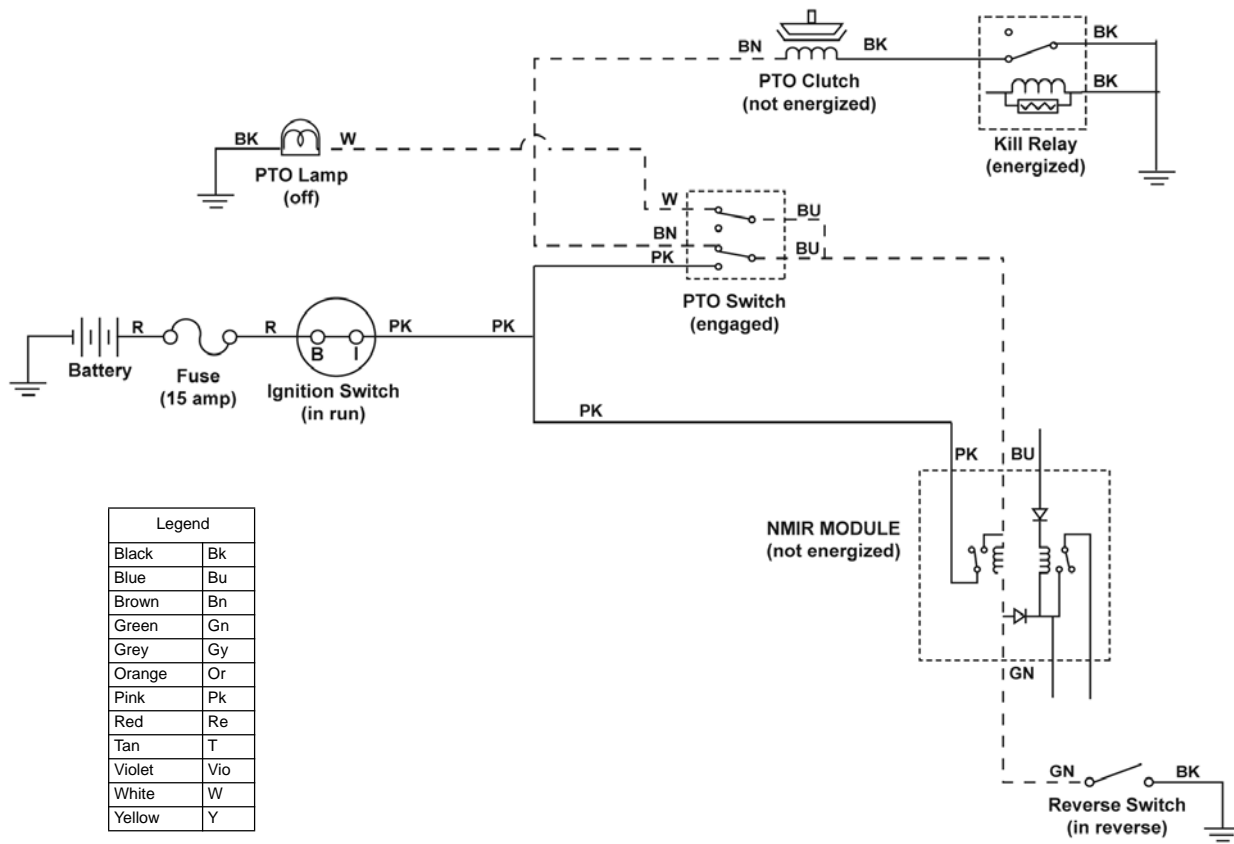 BK
BN
BK
PTO Clutch
(not energized)
BK
Kill Relay
(energized)
BK
W
PTO Lamp
(off)
W
BU
BN
BU
PK
PTO Switch
(engaged)
R
R
B
I
PK
PK
Battery
Fuse
(15 amp)
Ignition Switch
(in run)
PK
PK
BU
NMIR MODULE
(not energized)
GN
GN
BK
Reverse Switch
(in reverse)
Legend
Black Bk
Blue Bu
Brown Bn
Green Gn
Grey Gy
Orange Or
Pink Pk
Red Re
Tan T
Violet Vio
White W
Yellow Y